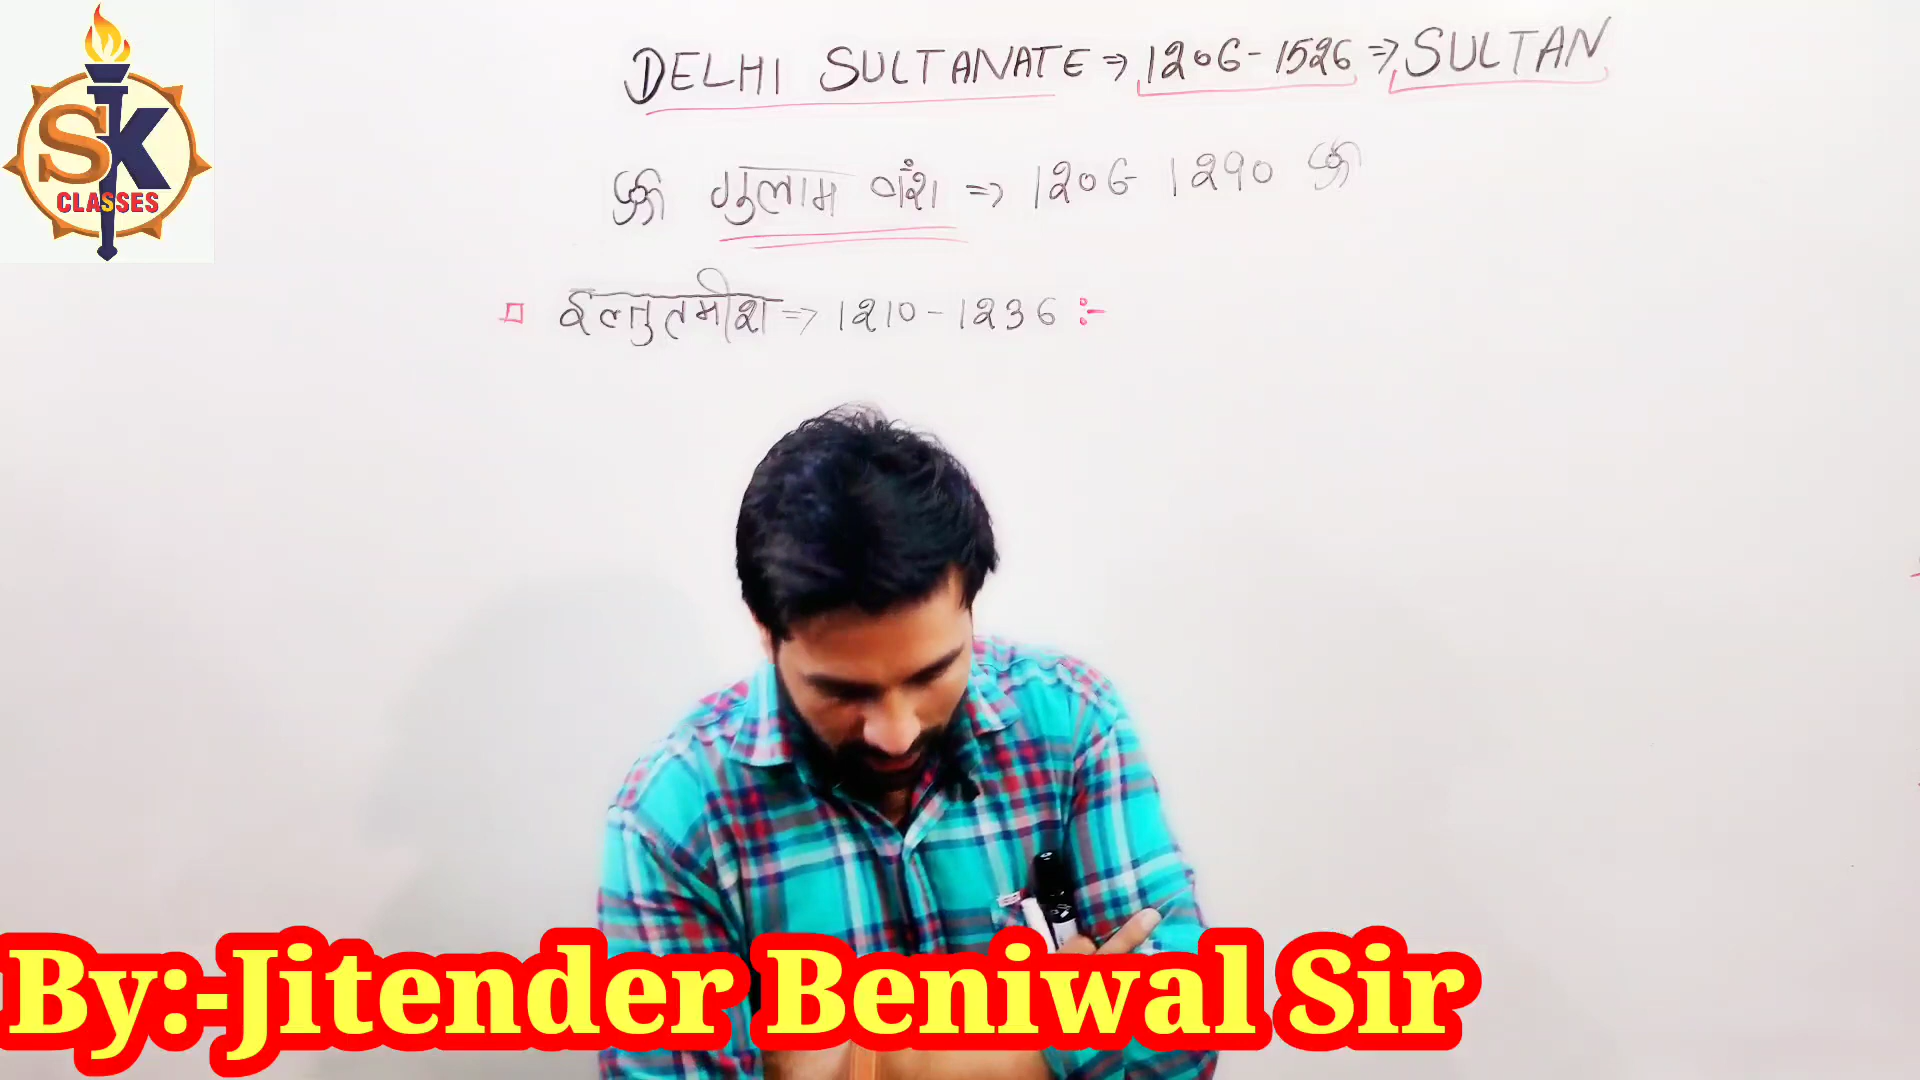 SK
CLASSES
DELHI SULTANATE ⇒ 1206-1526 ⇒ SULTAN
गुलाम वंश ⇒ 1206 1290
इल्तुतमीश ⇒ 1210-1236 :-
By:-Jitender Beniwal Sir